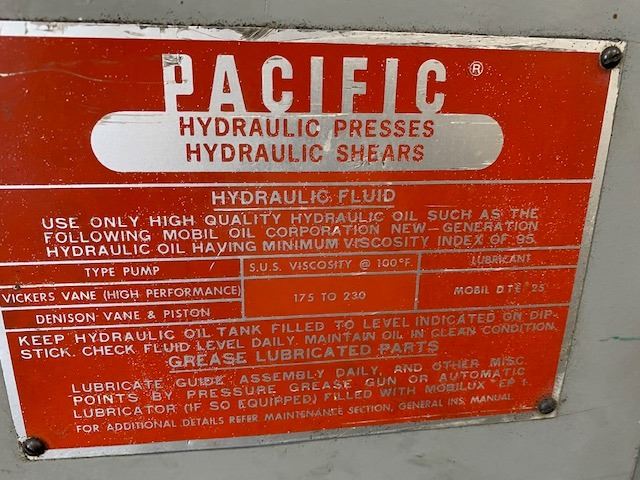 PACIFIC ®
HYDRAULIC PRESSES
HYDRAULIC SHEARS
HYDRAULIC FLUID
USE ONLY HIGH QUALITY HYDRAULIC OIL SUCH AS THE
FOLLOWING MOBIL OIL CORPORATION NEW-GENERATION
HYDRAULIC OIL HAVING MINIMUM VISCOSITY INDEX OF 95.
TYPE PUMP S.U.S. VISCOSITY @ 100°F. LUBRICANT
VICKERS VANE (HIGH PERFORMANCE) 175 TO 230 MOBIL DTE 25
DENISON VANE & PISTON
KEEP HYDRAULIC OIL TANK FILLED TO LEVEL INDICATED ON DIP-
STICK. CHECK FLUID LEVEL DAILY. MAINTAIN OIL IN CLEAN CONDITION.
GREASE LUBRICATED PARTS
LUBRICATE GUIDE ASSEMBLY DAILY, AND OTHER MISC.
POINTS BY PRESSURE GREASE GUN OR AUTOMATIC
LUBRICATOR (IF SO EQUIPPED) FILLED WITH MOBILUX EP 1.
FOR ADDITIONAL DETAILS REFER MAINTENANCE SECTION, GENERAL INS. MANUAL.